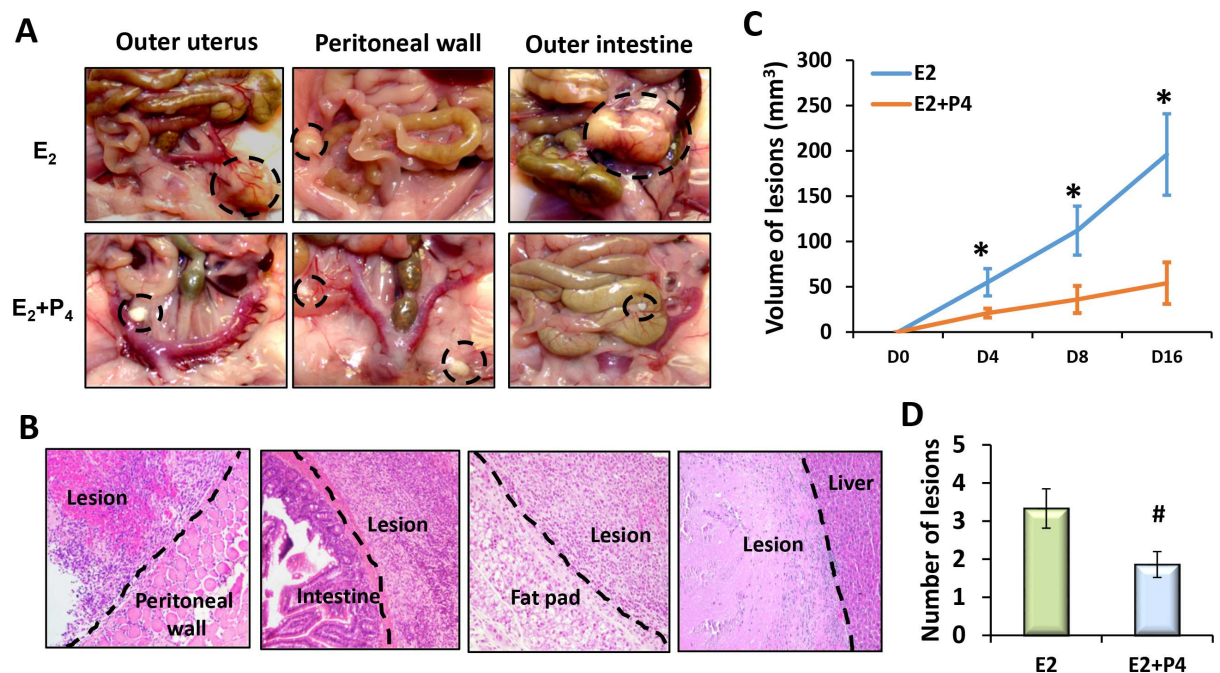 A
Outer uterus
Peritoneal wall
Outer intestine
E₂
E₂+P₄
B
Lesion
Peritoneal
wall
Lesion
Intestine
Lesion
Fat pad
Lesion
Liver
C
Volume of lesions (mm³)
300
250
200
150
100
50
0
E2
E2+P4
*
*
*
D0
D4
D8
D16
D
Number of lesions
5
4
3
2
1
0
#
E2
E2+P4